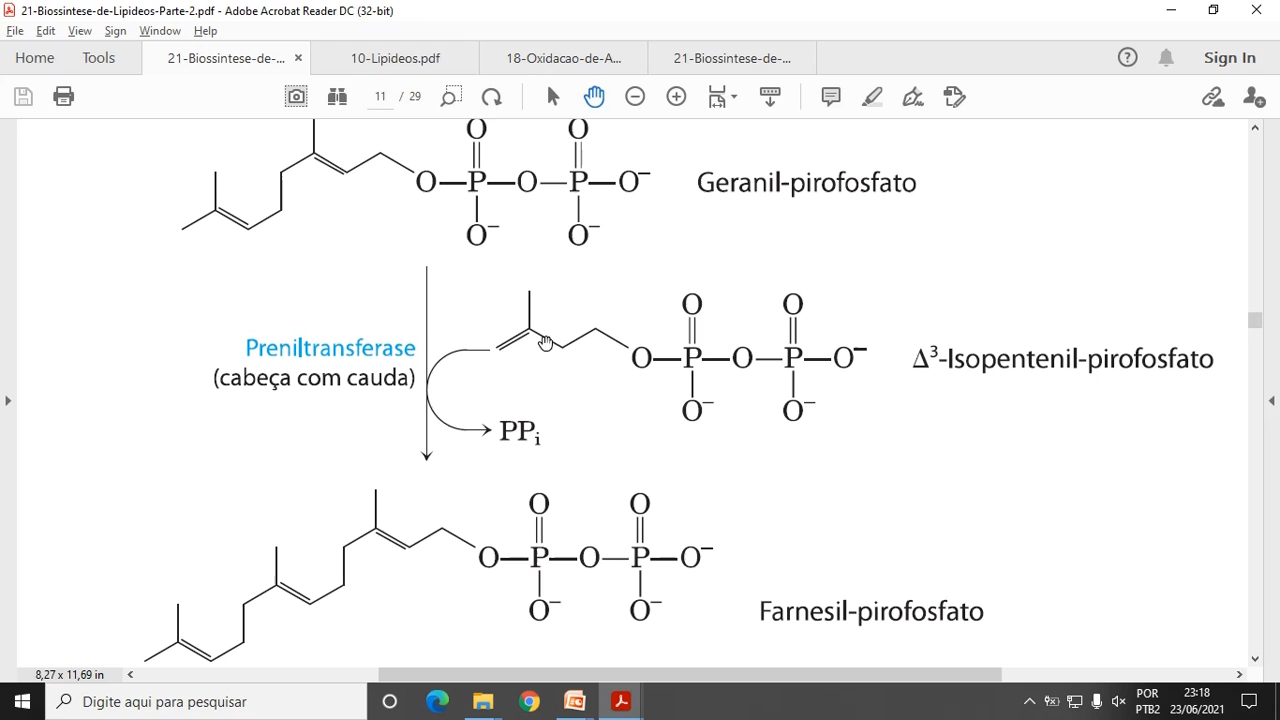 21-Biossintese-de-Lipideos-Parte-2.pdf - Adobe Acrobat Reader DC (32-bit)
File Edit View Sign Window Help
Home Tools 21-Biossintese-de-... × 10-Lipideos.pdf 18-Oxidacao-de-A... 21-Biossintese-de-... Sign In
11 / 29
O O
O P O P O⁻ Geranil-pirofosfato
O⁻ O⁻
O O
Preniltransferase
O P O P O⁻ Δ³-Isopentenil-pirofosfato
(cabeça com cauda)
O⁻ O⁻
PPᵢ
O O
O P O P O⁻
O⁻ O⁻ Farnesil-pirofosfato
8,27 x 11,69 in
Digite aqui para pesquisar
POR 23:18
PTB2 23/06/2021